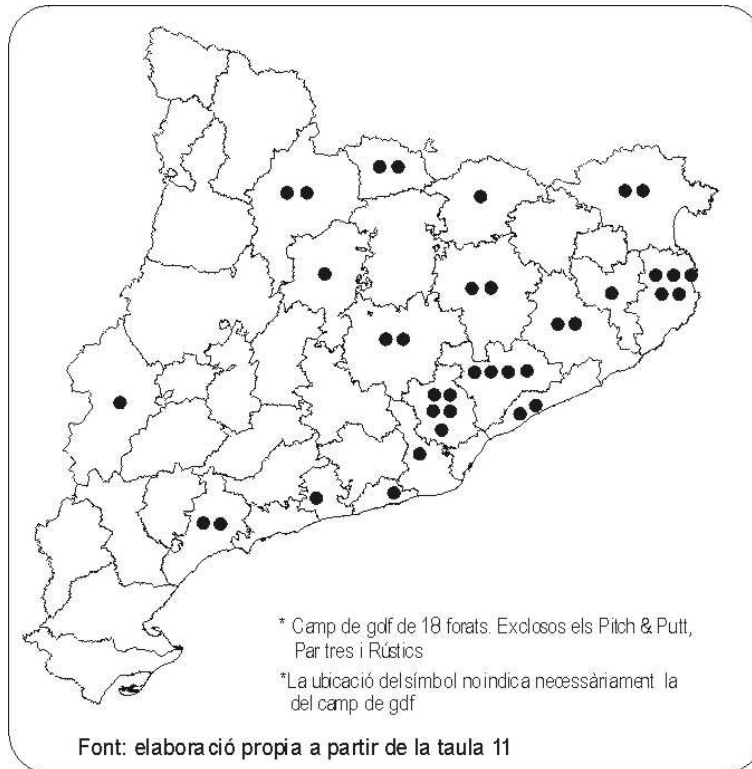 * Camp de golf de 18 forats. Exclosos els Pitch & Putt,
Par tres i Rústics
*La ubicació del símbol no indica necessàriament la
del camp de gdf
Font: elaboració propia a partir de la taula 11